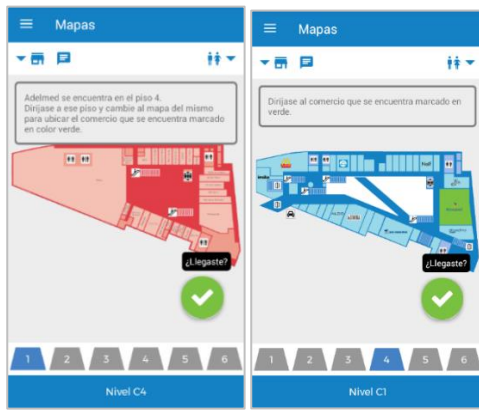 Mapas
Adelmed se encuentra en el piso 4.
Dirijase a ese piso y cambie al mapa del mismo
para ubicar el comercio que se encuentra marcado
en color verde.
¿Llegaste?
1 2 3 4 5 6
Nivel C4
Mapas
Dirijase al comercio que se encuentra marcado en
verde.
¿Llegaste?
1 2 3 4 5 6
Nivel C1